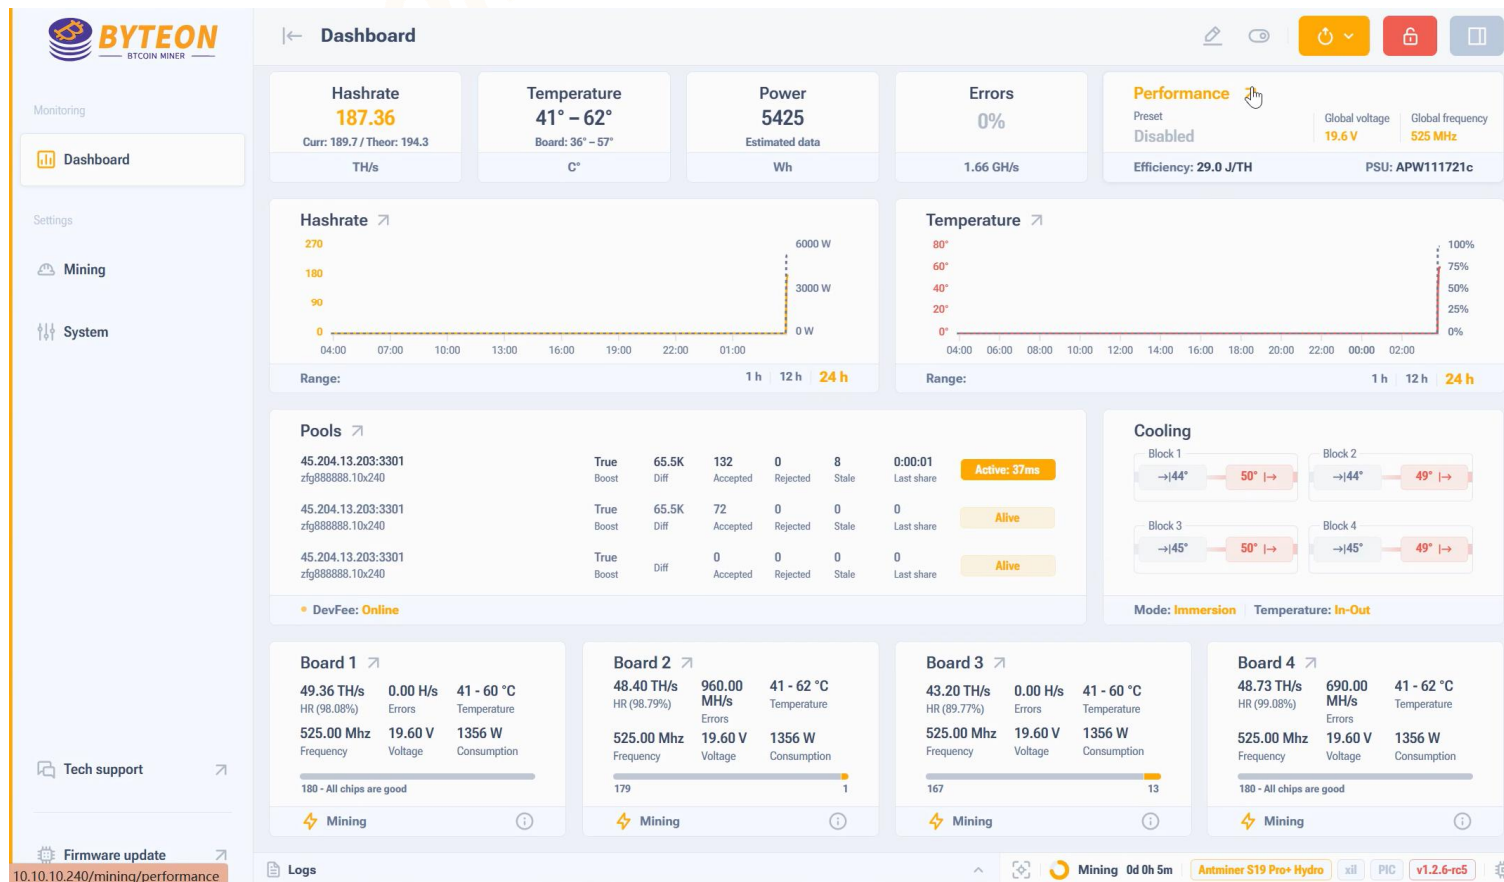 BYTEON
BTCOIN MINER
Dashboard
Monitoring
Dashboard
Settings
Mining
System
Tech support
Firmware update
10.10.10.240/mining/performance
Hashrate
187.36
Curr: 189.7 / Theor: 194.3
TH/s
Temperature
41° – 62°
Board: 36° – 57°
C°
Power
5425
Estimated data
Wh
Errors
0%
1.66 GH/s
Performance
Preset
Disabled
Global voltage
19.6 V
Global frequency
525 MHz
Efficiency: 29.0 J/TH
PSU: APW111721c
Hashrate
270
180
90
0
6000 W
3000 W
0 W
04:00 07:00 10:00 13:00 16:00 19:00 22:00 01:00
Range: 1 h 12 h 24 h
Temperature
80°
60°
40°
20°
0°
100%
75%
50%
25%
0%
04:00 06:00 08:00 10:00 12:00 14:00 16:00 18:00 20:00 22:00 00:00 02:00
Range: 1 h 12 h 24 h
Pools
45.204.13.203:3301 True 65.5K 132 0 8 0:00:01 Active: 37ms
zfg888888.10x240 Boost Diff Accepted Rejected Stale Last share
45.204.13.203:3301 True 65.5K 72 0 0 0 Alive
zfg888888.10x240 Boost Diff Accepted Rejected Stale Last share
45.204.13.203:3301 True 0 0 0 0 Alive
zfg888888.10x240 Boost Diff Accepted Rejected Stale Last share
DevFee: Online
Cooling
Block 1
44° 50°
Block 2
44° 49°
Block 3
45° 50°
Block 4
45° 49°
Mode: Immersion Temperature: In-Out
Board 1
49.36 TH/s 0.00 H/s 41 - 60 °C
HR (98.08%) Errors Temperature
525.00 Mhz 19.60 V 1356 W
Frequency Voltage Consumption
180 - All chips are good
Mining
Board 2
48.40 TH/s 960.00 MH/s 41 - 62 °C
HR (98.79%) Errors Temperature
525.00 Mhz 19.60 V 1356 W
Frequency Voltage Consumption
179 1
Mining
Board 3
43.20 TH/s 0.00 H/s 41 - 60 °C
HR (89.77%) Errors Temperature
525.00 Mhz 19.60 V 1356 W
Frequency Voltage Consumption
167 13
Mining
Board 4
48.73 TH/s 690.00 MH/s 41 - 62 °C
HR (99.08%) Errors Temperature
525.00 Mhz 19.60 V 1356 W
Frequency Voltage Consumption
180 - All chips are good
Mining
Logs
Mining 0d 0h 5m Antminer S19 Pro+ Hydro xil PIC v1.2.6-rc5